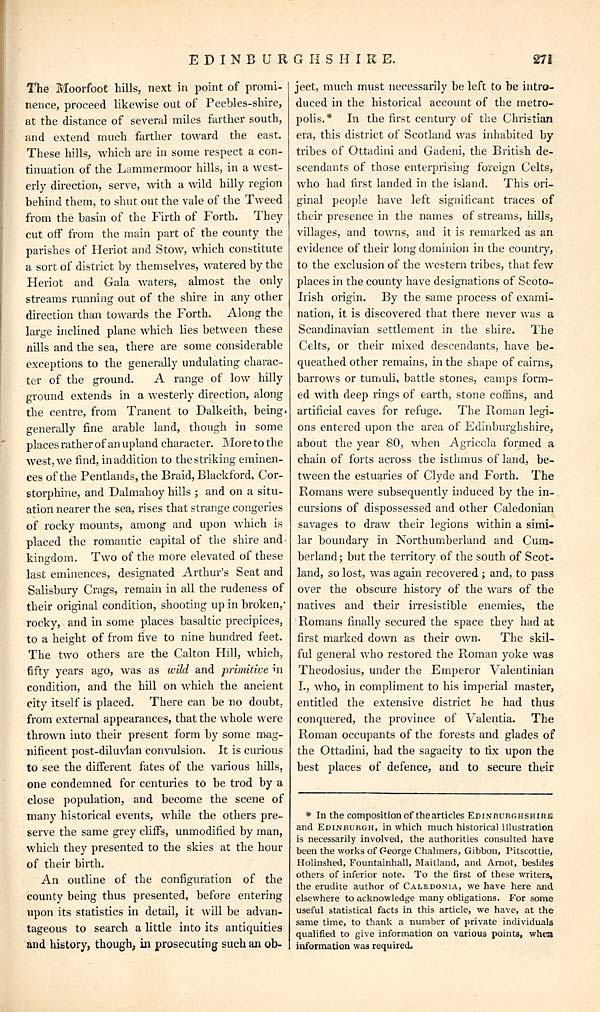 EDINBURGHSHIRE.
271
The Moorfoot hills, next in point of promi-
nence, proceed likewise out of Peebles-shire,
at the distance of several miles farther south,
and extend much farther toward the east.
These hills, which are in some respect a con-
tinuation of the Lammermoor hills, in a west-
erly direction, serve, with a wild hilly region
behind them, to shut out the vale of the Tweed
from the basin of the Firth of Forth. They
cut off from the main part of the county the
parishes of Heriot and Stow, which constitute
a sort of district by themselves, watered by the
Heriot and Gala waters, almost the only
streams running out of the shire in any other
direction than towards the Forth. Along the
large inclined plane which lies between these
hills and the sea, there are some considerable
exceptions to the generally undulating charac-
ter of the ground. A range of low hilly
ground extends in a westerly direction, along
the centre, from Tranent to Dalkeith, being
generally fine arable land, though in some
places rather of an upland character. More to the
west, we find, in addition to the striking eminen-
ces of the Pentlands, the Braid, Blackford, Cor-
storphine, and Dalmahoy hills ; and on a situ-
ation nearer the sea, rises that strange congeries
of rocky mounts, among and upon which is
placed the romantic capital of the shire and
kingdom. Two of the more elevated of these
last eminences, designated Arthur's Seat and
Salisbury Crags, remain in all the rudeness of
their original condition, shooting up in broken,
rocky, and in some places basaltic precipices,
to a height of from five to nine hundred feet.
The two others are the Calton Hill, which,
fifty years ago, was as wild and primitive in
condition, and the hill on which the ancient
city itself is placed. There can be no doubt,
from external appearances, that the whole were
thrown into their present form by some mag-
nificent post-diluvian convulsion. It is curious
to see the different fates of the various hills,
one condemned for centuries to be trod by a
close population, and become the scene of
many historical events, while the others pre-
serve the same grey cliffs, unmodified by man,
which they presented to the skies at the hour
of their birth.
An outline of the configuration of the
county being thus presented, before entering
upon its statistics in detail, it will be advan-
tageous to search a little into its antiquities
and history, though, in prosecuting such an ob-
ject, much must necessarily be left to be intro-
duced in the historical account of the metro-
polis.* In the first century of the Christian
era, this district of Scotland was inhabited by
tribes of Ottadini and Gadeni, the British de-
scendants of those enterprising foreign Celts,
who had first landed in the island. This ori-
ginal people have left significant traces of
their presence in the names of streams, hills,
villages, and towns, and it is remarked as an
evidence of their long dominion in the country,
to the exclusion of the western tribes, that few
places in the county have designations of Scoto-
Irish origin. By the same process of exami-
nation, it is discovered that there never was a
Scandinavian settlement in the shire. The
Celts, or their mixed descendants, have be-
queathed other remains, in the shape of cairns,
barrows or tumuli, battle stones, camps form-
ed with deep rings of earth, stone coffins, and
artificial caves for refuge. The Roman legi-
ons entered upon the area of Edinburghshire,
about the year 80, when Agricola formed a
chain of forts across the isthmus of land, be-
tween the estuaries of Clyde and Forth. The
Romans were subsequently induced by the in-
cursions of dispossessed and other Caledonian
savages to draw their legions within a simi-
lar boundary in Northumberland and Cum-
berland; but the territory of the south of Scot-
land, so lost, was again recovered ; and, to pass
over the obscure history of the wars of the
natives and their irresistible enemies, the
Romans finally secured the space they had at
first marked down as their own. The skil-
ful general who restored the Roman yoke was
Theodosius, under the Emperor Valentinian
I., who, in compliment to his imperial master,
entitled the extensive district he had thus
conquered, the province of Valentia. The
Roman occupants of the forests and glades of
the Ottadini, had the sagacity to fix upon the
best places of defence, and to secure their
* In the composition of the articles EDINBURGHSHIRE
and EDINBURGH, in which much historical illustration
is necessarily involved, the authorities consulted have
been the works of George Chalmers, Gibbon, Pitscottie,
Holinshed, Fountainhall, Maitland, and Arnot, besides
others of inferior note. To the first of these writers,
the erudite author of CALEDONIA, we have here and
elsewhere to acknowledge many obligations. For some
useful statistical facts in this article, we have, at the
same time, to thank a number of private individuals
qualified to give information on various points, when
information was required.